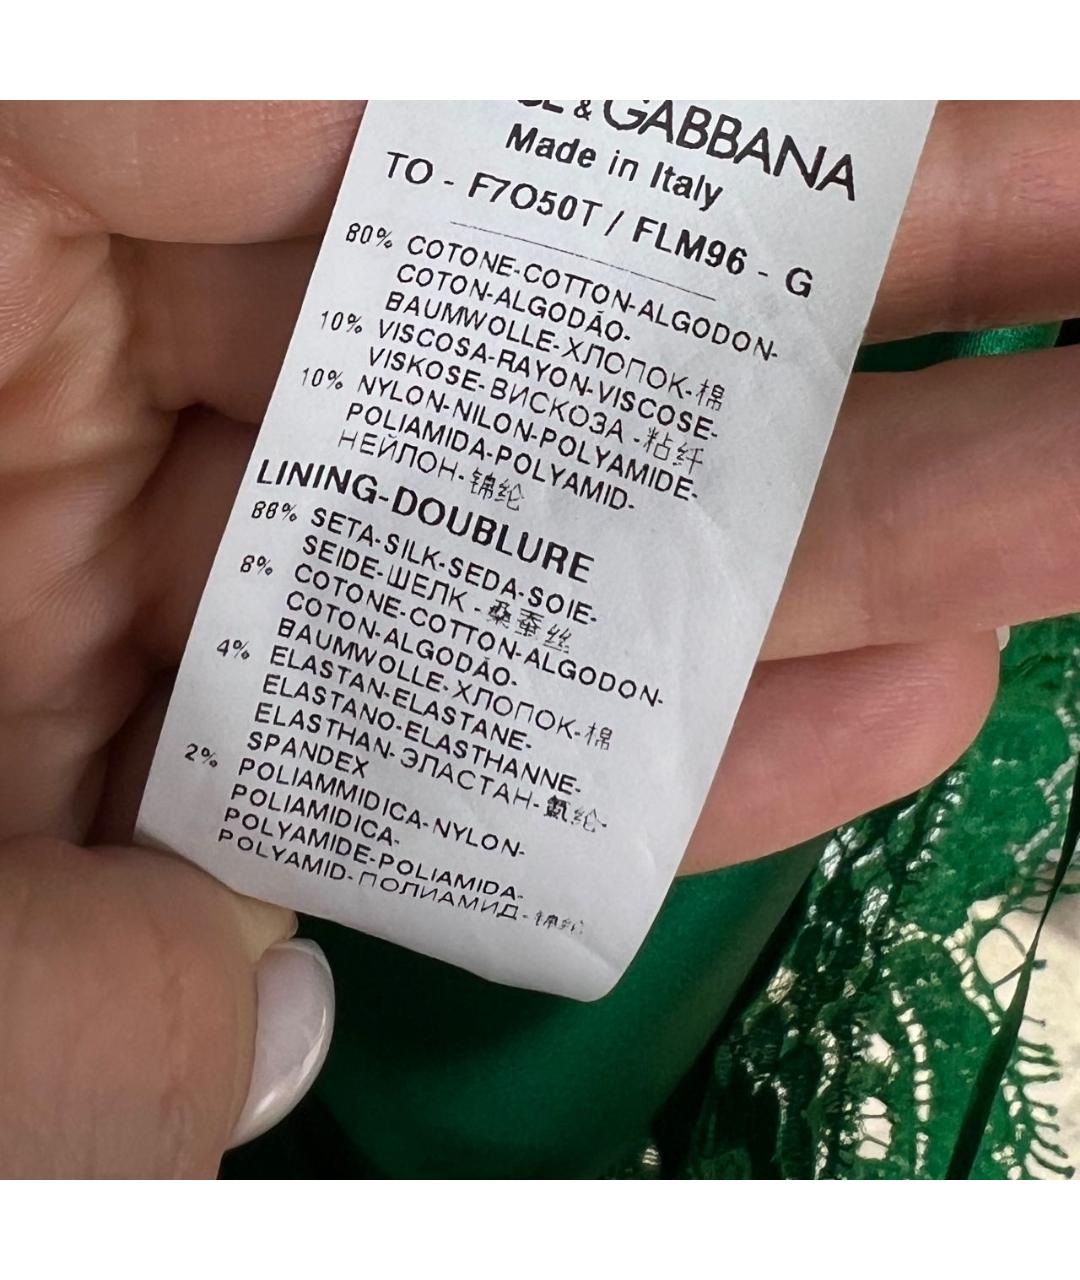 & GABBANA
Made in Italy
TO - F7O50T / FLM96 - G
80% COTONE-COTTON-ALGODON-
COTON-ALGODÃO-
BAUMWOLLE-ХЛОПОК-棉
10% VISCOSA-RAYON-VISCOSE-
VISKOSE-ВИСКОЗА-粘纤
10% NYLON-NILON-POLYAMIDE-
POLIAMIDA-POLYAMID-
НЕЙЛОН-锦纶
LINING-DOUBLURE
88% SETA-SILK-SEDA-SOIE-
SEIDE-ШЕЛК-桑蚕丝
8% COTONE-COTTON-ALGODON-
COTON-ALGODÃO-
BAUMWOLLE-ХЛОПОК-棉
4% ELASTAN-ELASTANE-
ELASTANO-ELASTHANNE-
ELASTHAN-ЭЛАСТАН-氨纶-
SPANDEX
2% POLIAMMIDICA-NYLON-
POLIAMIDICA-
POLYAMIDE-POLIAMIDA-
POLYAMID-ПОЛИАМИД-锦纶